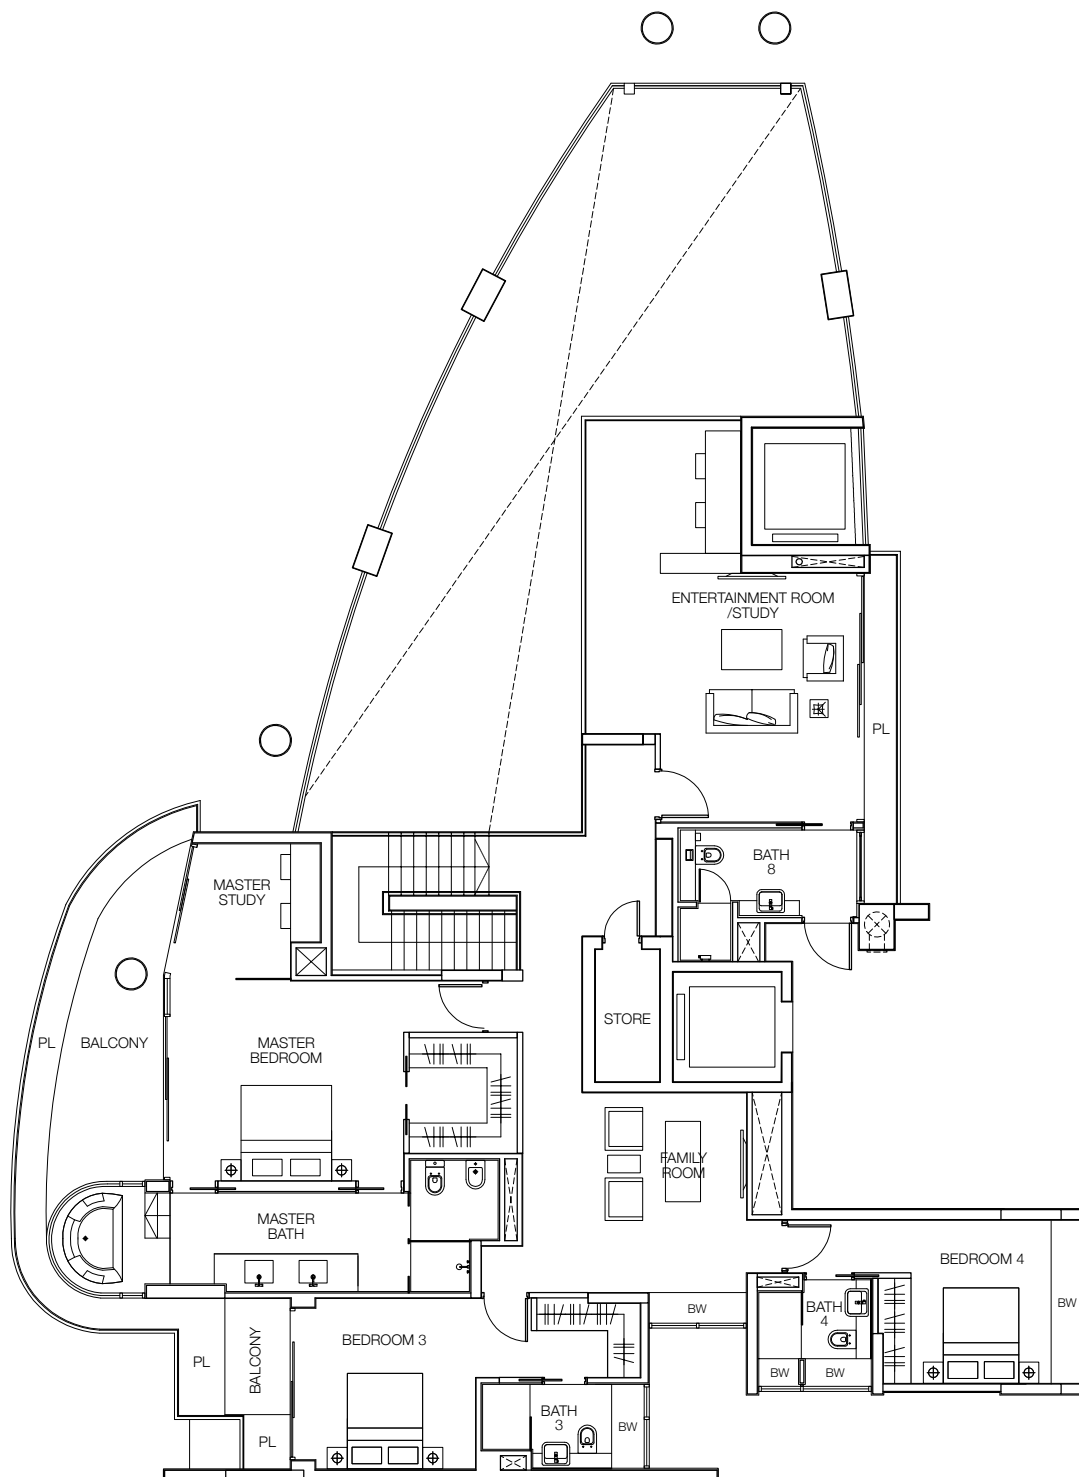 ENTERTAINMENT ROOM
/STUDY
PL
BATH
8
MASTER
STUDY
STORE
PL
BALCONY
MASTER
BEDROOM
FAMILY
ROOM
MASTER
BATH
BEDROOM 4
BW
BATH
4
BW
BW
BW
BEDROOM 3
PL
BALCONY
PL
BATH
3
BW